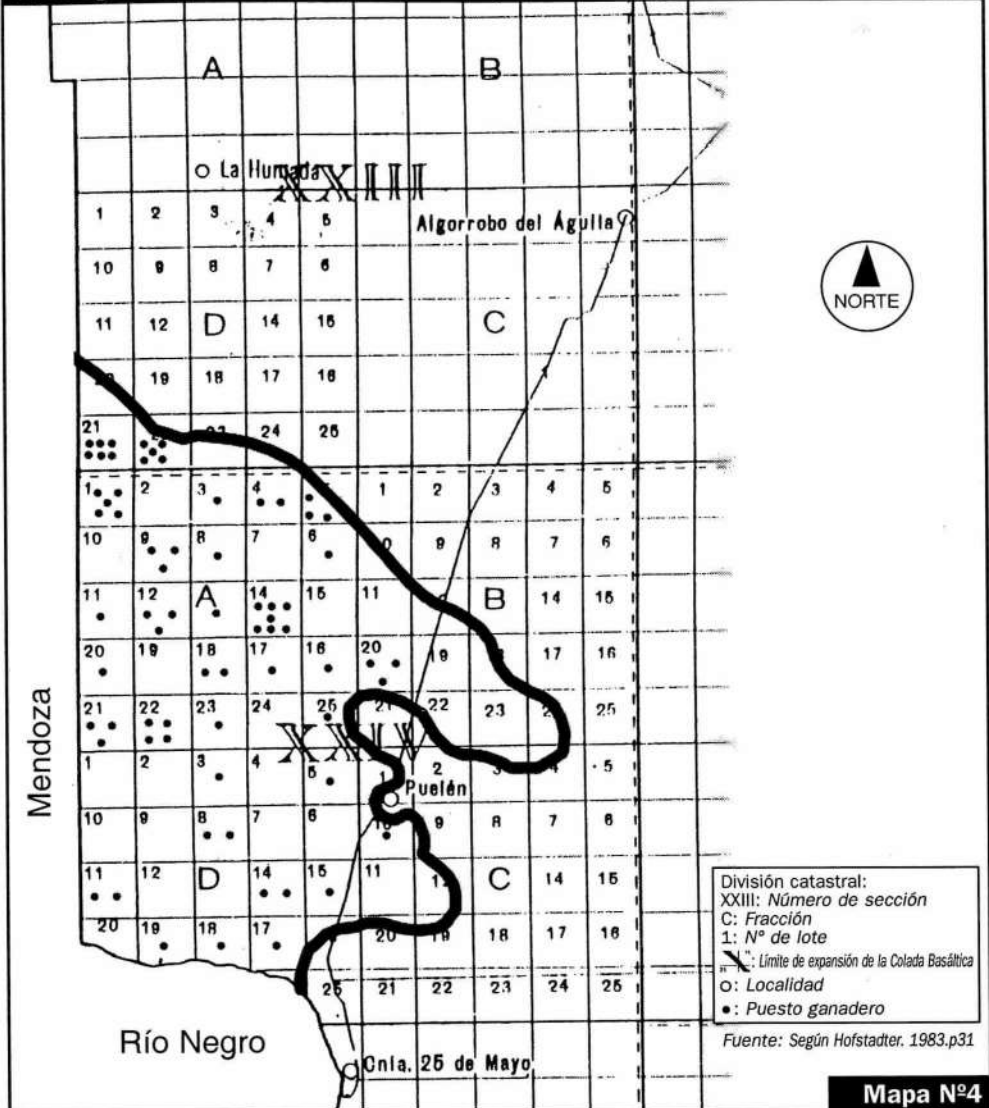 A B
La Humada
XXIII
1 2 3 4 5
Algorrobo del Águila
10 9 8 7 6
NORTE
11 12 D 14 15 C
19 18 17 16
21 23 24 25
1 2 3 4 1 2 3 4 5
10 9 8 7 6 9 8 7 6
11 12 A 14 15 11 B 14 15
20 19 18 17 16 20 19 17 16
21 22 23 24 25 21 22 23 25
XXIV
1 2 3 4 5 1 2 3 4 5
Puelén
10 9 8 7 6 10 9 8 7 6
11 12 D 14 15 11 12 C 14 15
20 19 18 17 20 19 18 17 16
25 21 22 23 24 25
Mendoza
Río Negro
Cnia. 25 de Mayo
División catastral:
XXIII: Número de sección
C: Fracción
1: Nº de lote
: Límite de expansión de la Colada Basáltica
: Localidad
: Puesto ganadero
Fuente: Según Hofstadter. 1983.p31
Mapa Nº4